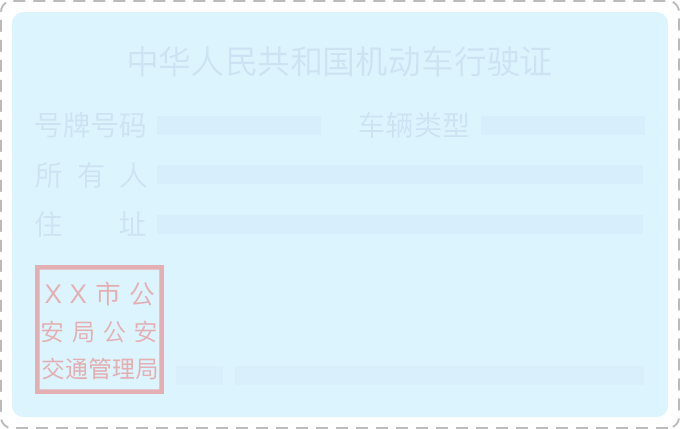 中华人民共和国机动车行驶证
号牌号码 车辆类型
所有人
住址
XX市公
安局公安
交通管理局